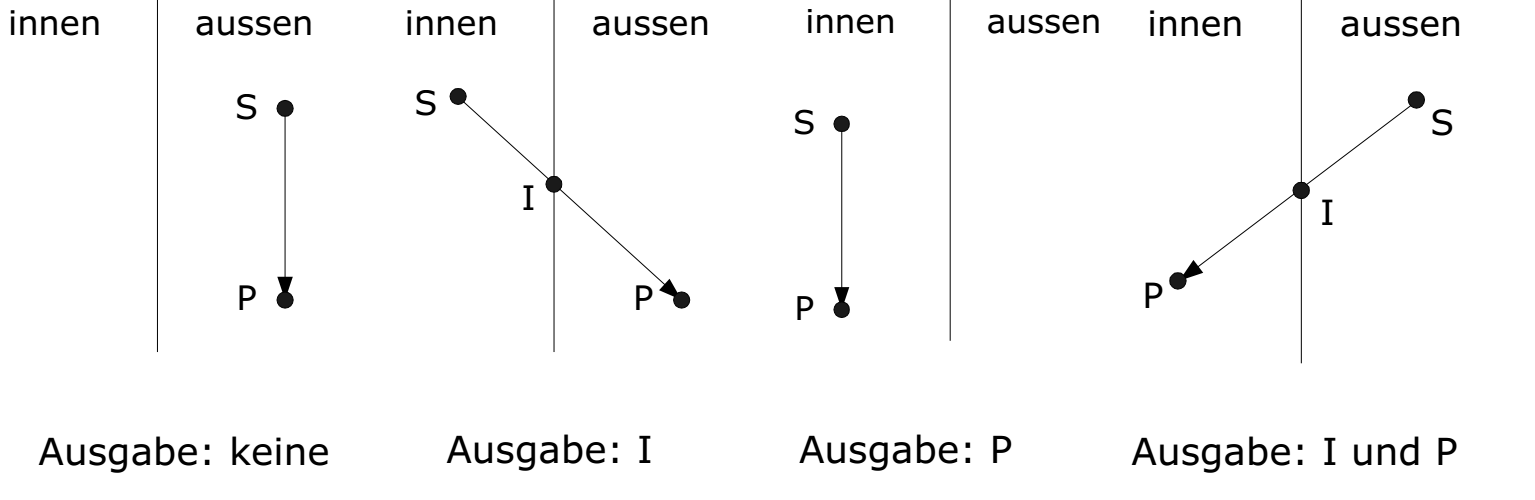 innen aussen innen aussen innen aussen innen aussen
S S S S
I I
P P P P
Ausgabe: keine Ausgabe: I Ausgabe: P Ausgabe: I und P